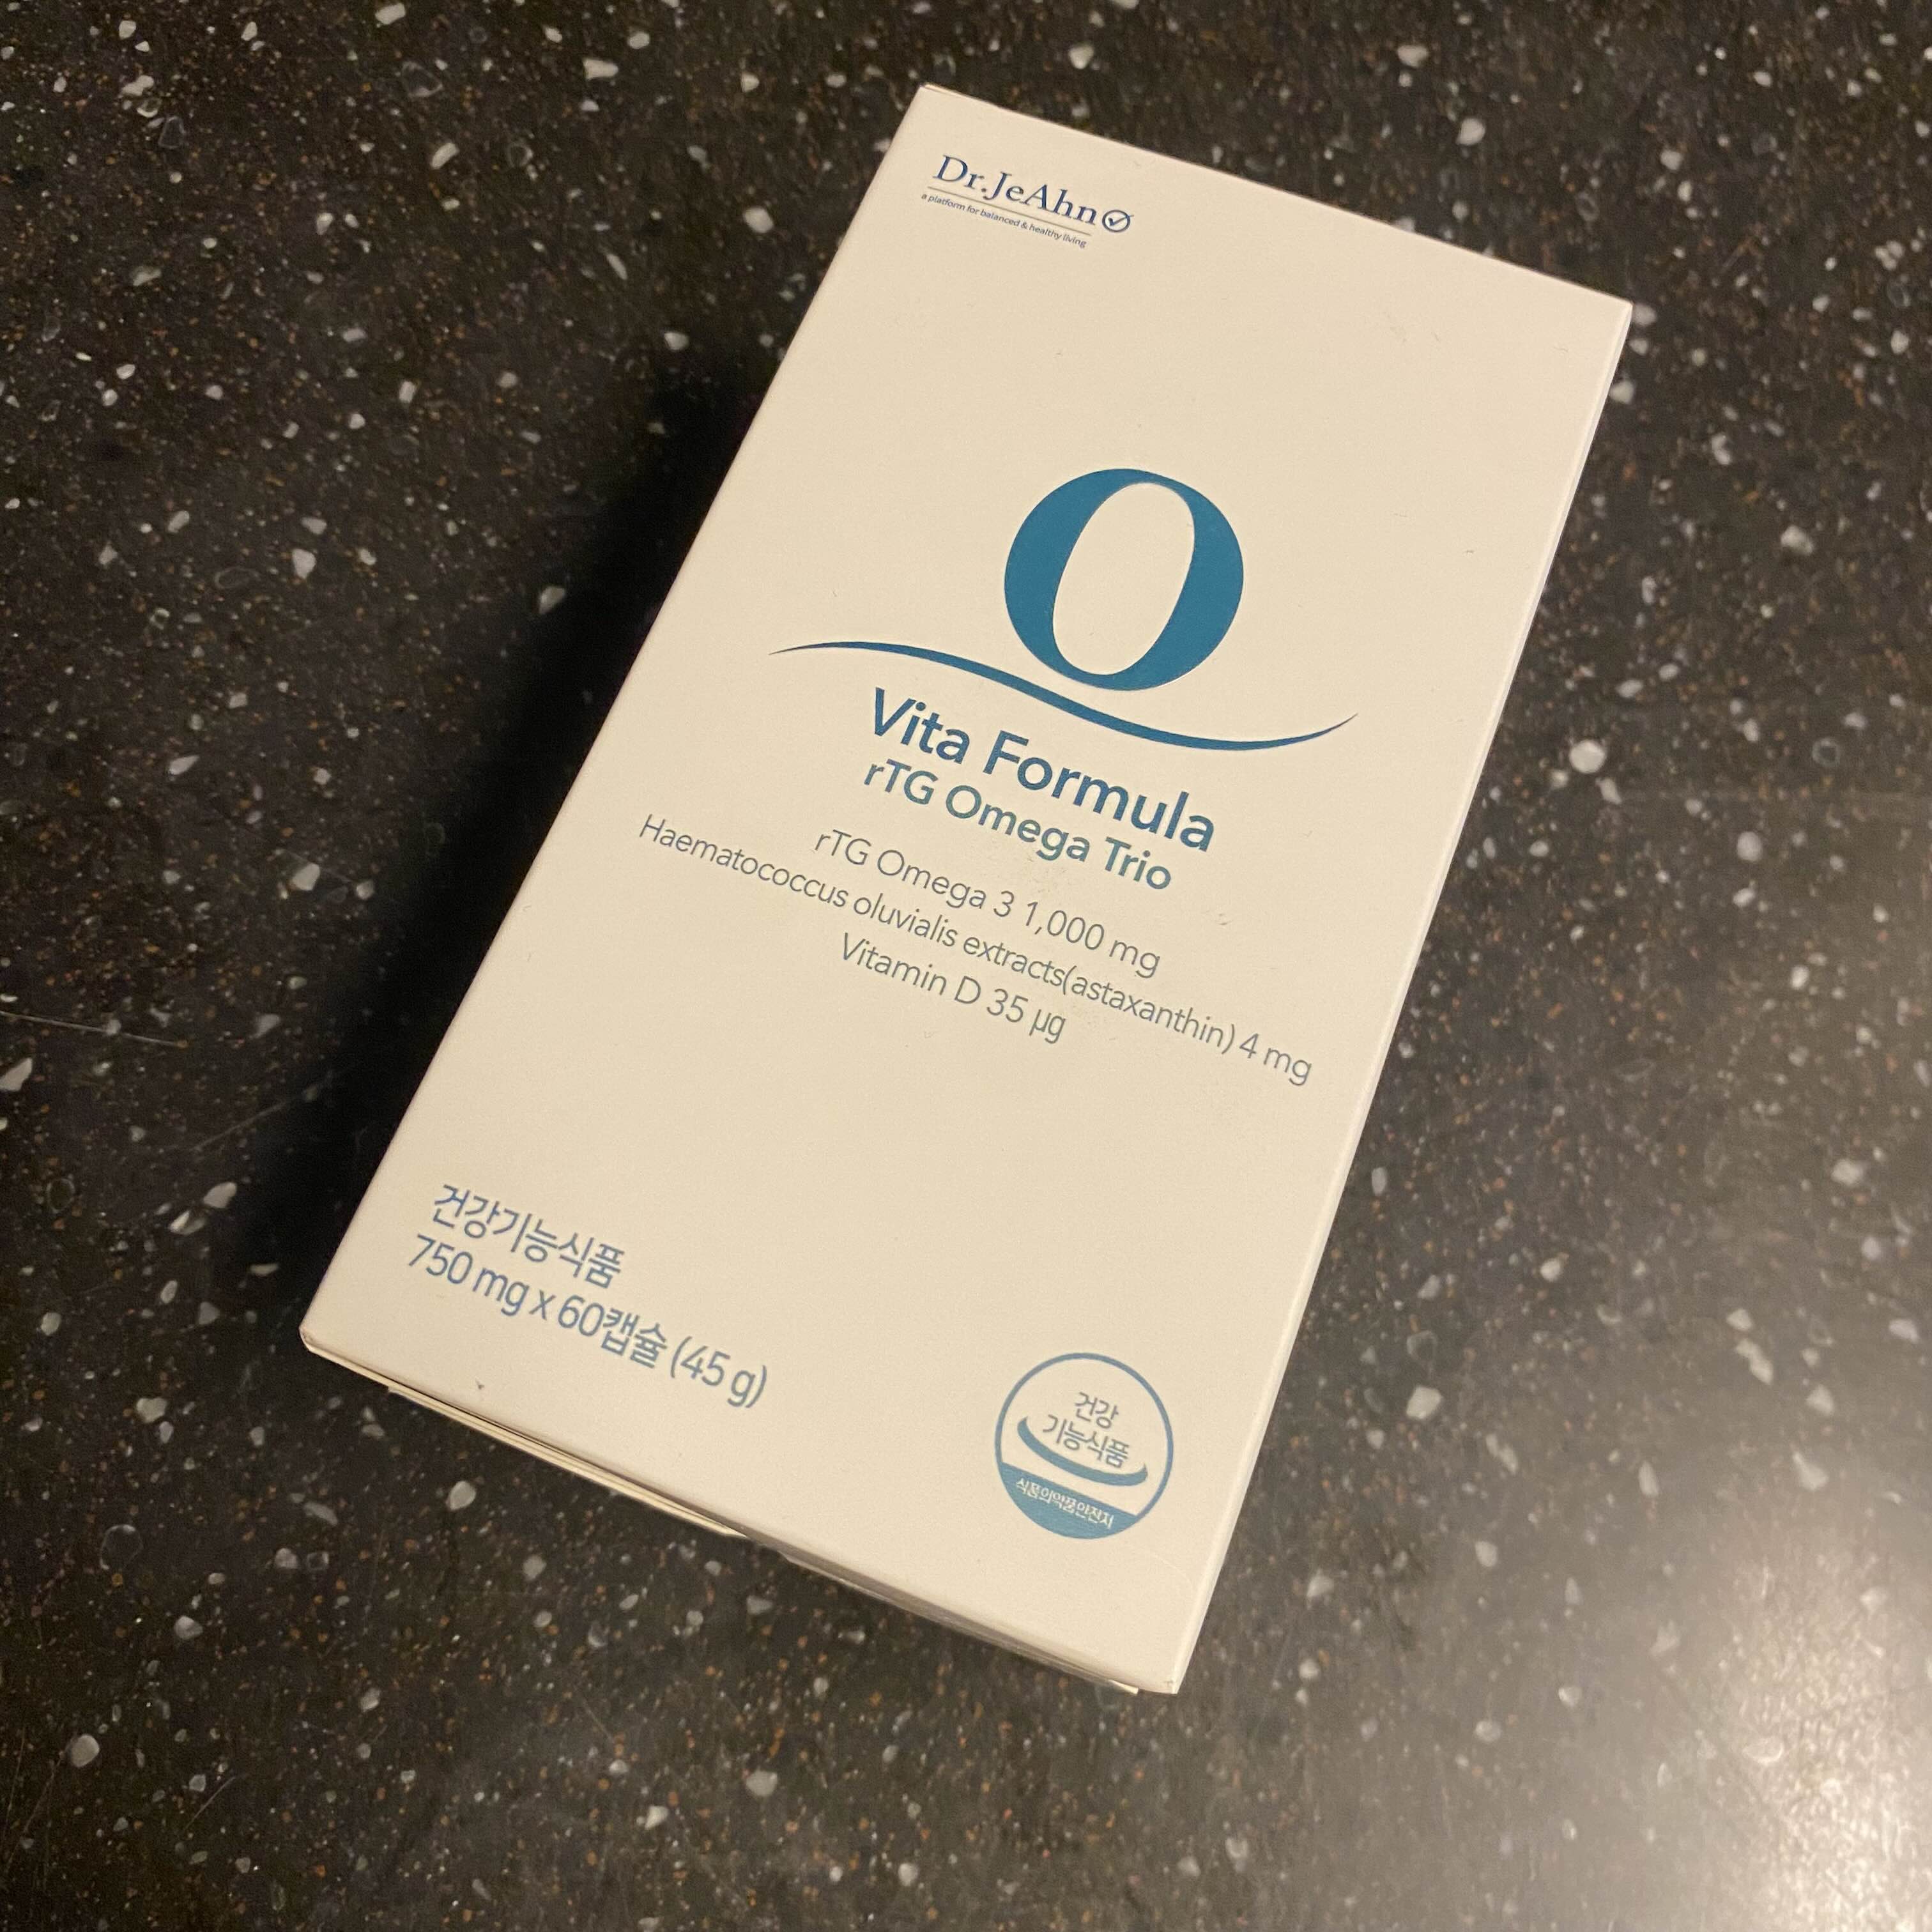 Dr.JeAhn
a platform for balanced & healthy living
O
Vita Formula
rTG Omega Trio
rTG Omega 3 1,000 mg
Haematococcus oluvialis extracts(astaxanthin) 4 mg
Vitamin D 35 µg
건강기능식품
750 mg x 60캡슐 (45 g)
건강
기능식품
식품의약품안전처